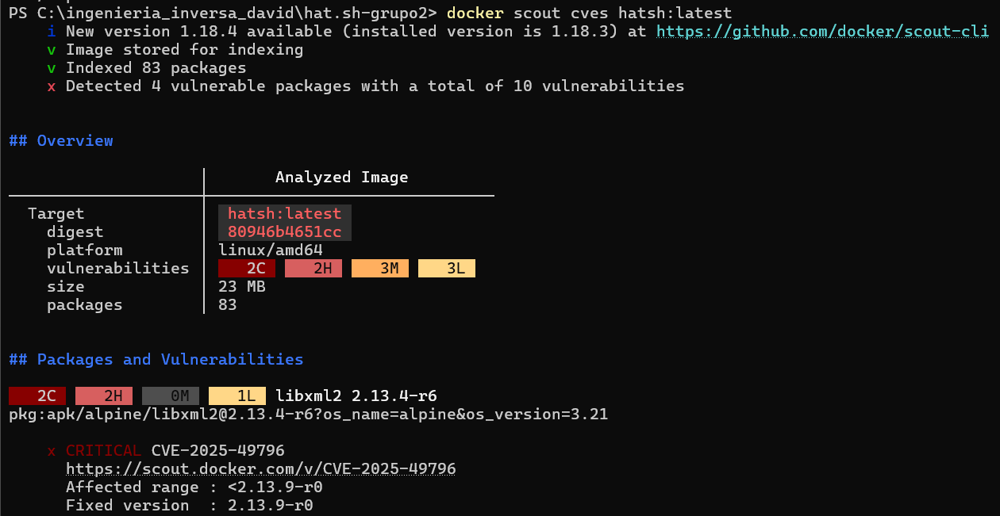 PS C:\ingenieria_inversa_david\hat.sh-grupo2> docker scout cves hatsh:latest
i New version 1.18.4 available (installed version is 1.18.3) at https://github.com/docker/scout-cli
v Image stored for indexing
v Indexed 83 packages
x Detected 4 vulnerable packages with a total of 10 vulnerabilities
## Overview
Analyzed Image
Target hatsh:latest
digest 80946b4651cc
platform linux/amd64
vulnerabilities 2C 2H 3M 3L
size 23 MB
packages 83
## Packages and Vulnerabilities
2C 2H 0M 1L libxml2 2.13.4-r6
pkg:apk/alpine/libxml2@2.13.4-r6?os_name=alpine&os_version=3.21
x CRITICAL CVE-2025-49796
https://scout.docker.com/v/CVE-2025-49796
Affected range : <2.13.9-r0
Fixed version : 2.13.9-r0